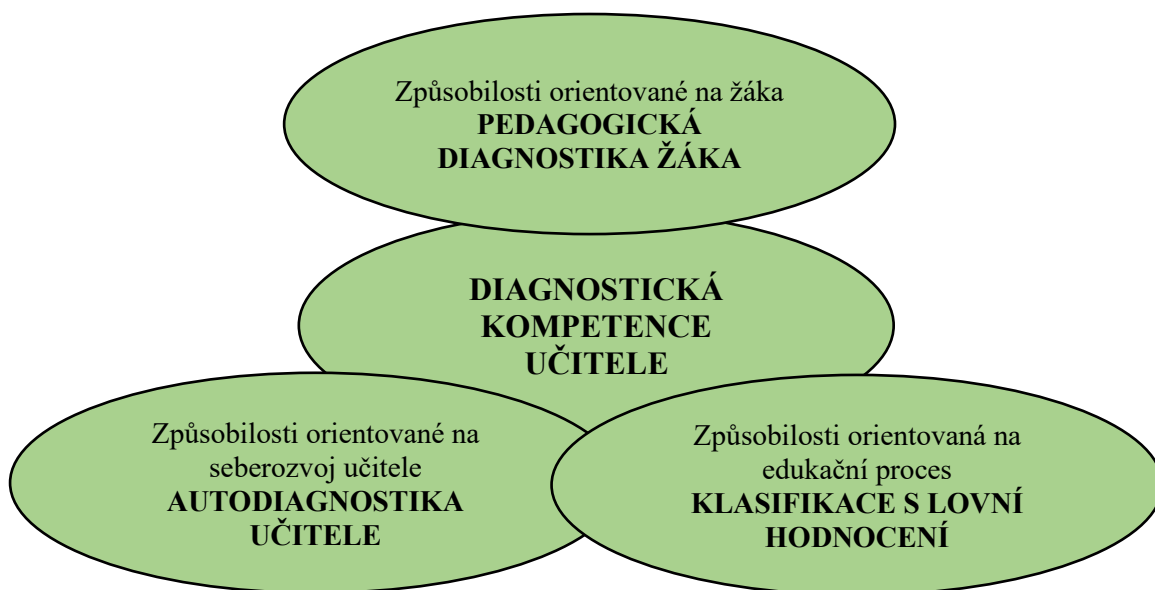 Způsobilosti orientované na žáka
PEDAGOGICKÁ
DIAGNOSTIKA ŽÁKA
DIAGNOSTICKÁ
KOMPETENCE
UČITELE
Způsobilosti orientované na
seberozvoj učitele
AUTODIAGNOSTIKA
UČITELE
Způsobilosti orientovaná na
edukační proces
KLASIFIKACE S LOVNÍ
HODNOCENÍ